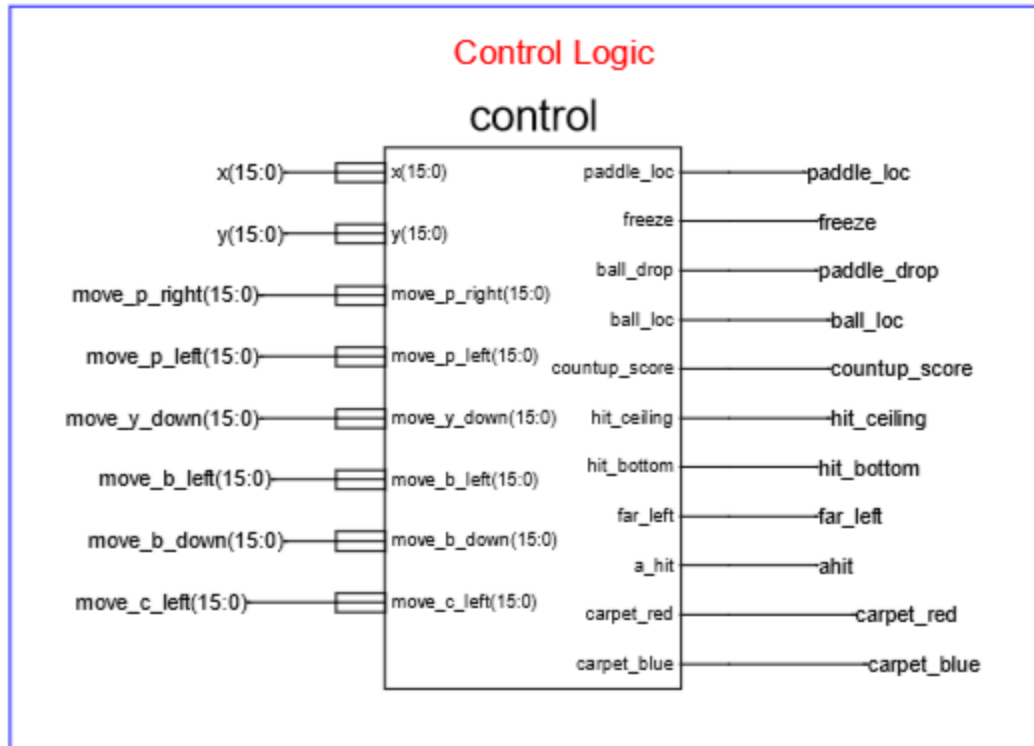 Control Logic
control
x(15:0) x(15:0) paddle_loc paddle_loc
y(15:0) y(15:0) freeze freeze
move_p_right(15:0) move_p_right(15:0) ball_drop paddle_drop
move_p_left(15:0) move_p_left(15:0) ball_loc ball_loc
move_y_down(15:0) move_y_down(15:0) countup_score countup_score
move_b_left(15:0) move_b_left(15:0) hit_ceiling hit_ceiling
move_b_down(15:0) move_b_down(15:0) hit_bottom hit_bottom
move_c_left(15:0) move_c_left(15:0) far_left far_left
a_hit ahit
carpet_red carpet_red
carpet_blue carpet_blue